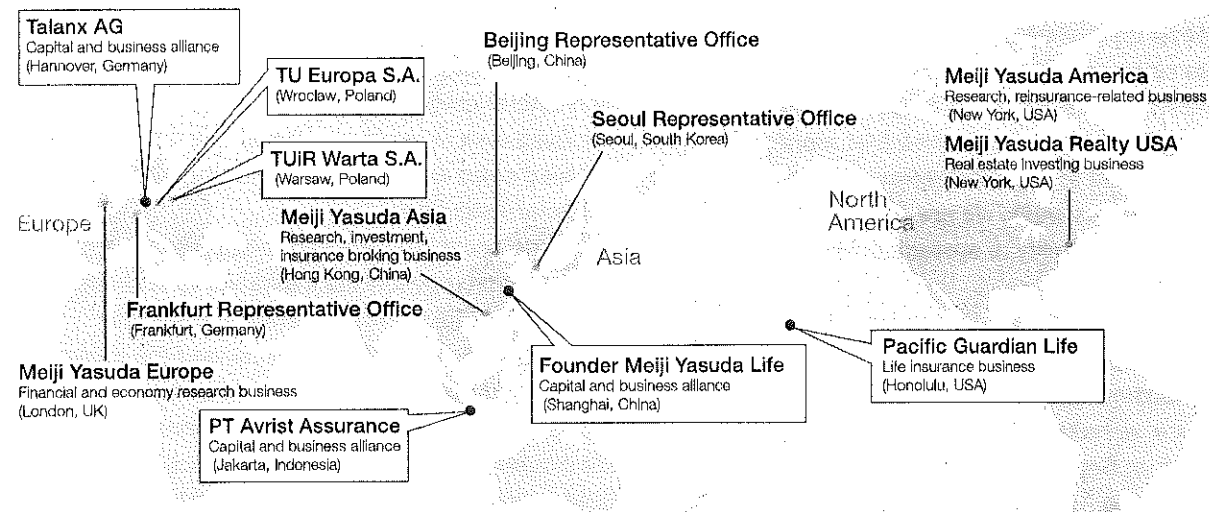 Talanx AG
Capital and business alliance
(Hannover, Germany)
TU Europa S.A.
(Wroclaw, Poland)
TUiR Warta S.A.
(Warsaw, Poland)
Beijing Representative Office
(Beijing, China)
Seoul Representative Office
(Seoul, South Korea)
Meiji Yasuda America
Research, reinsurance-related business
(New York, USA)
Meiji Yasuda Realty USA
Real estate investing business
(New York, USA)
Europe
Meiji Yasuda Asia
Research, investment,
insurance broking business
(Hong Kong, China)
Asia
North
America
Frankfurt Representative Office
(Frankfurt, Germany)
Meiji Yasuda Europe
Financial and economy research business
(London, UK)
PT Avrist Assurance
Capital and business alliance
(Jakarta, Indonesia)
Founder Meiji Yasuda Life
Capital and business alliance
(Shanghai, China)
Pacific Guardian Life
Life insurance business
(Honolulu, USA)